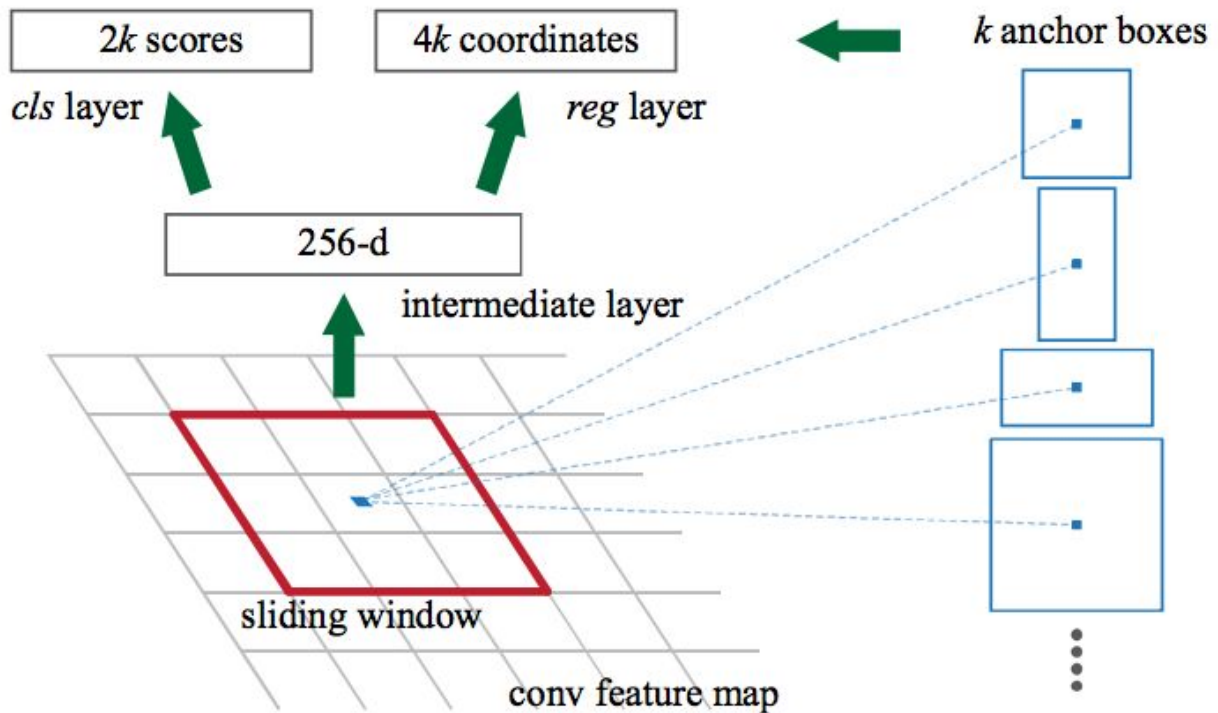 2k scores
4k coordinates
k anchor boxes
cls layer
reg layer
256-d
intermediate layer
sliding window
conv feature map